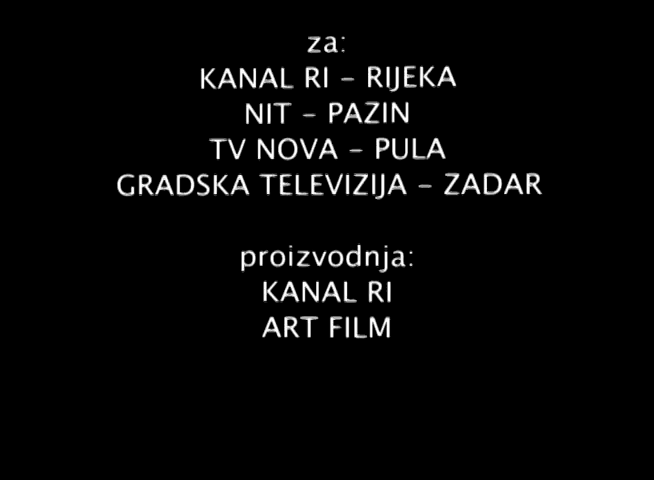 za:
KANAL RI – RIJEKA
NIT – PAZIN
TV NOVA – PULA
GRADSKA TELEVIZIJA – ZADAR
proizvodnja:
KANAL RI
ART FILM